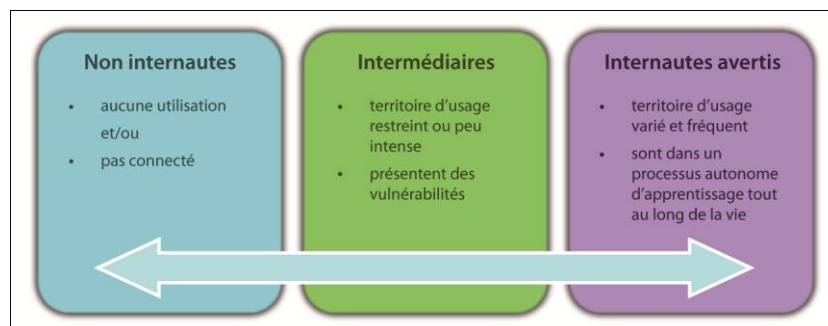 Non internautes
• aucune utilisation
et/ou
• pas connecté
Intermédiaires
• territoire d'usage
restreint ou peu
intense
• présentent des
vulnérabilités
Internautes avertis
• territoire d'usage
varié et fréquent
• sont dans un
processus autonome
d'apprentissage tout
au long de la vie